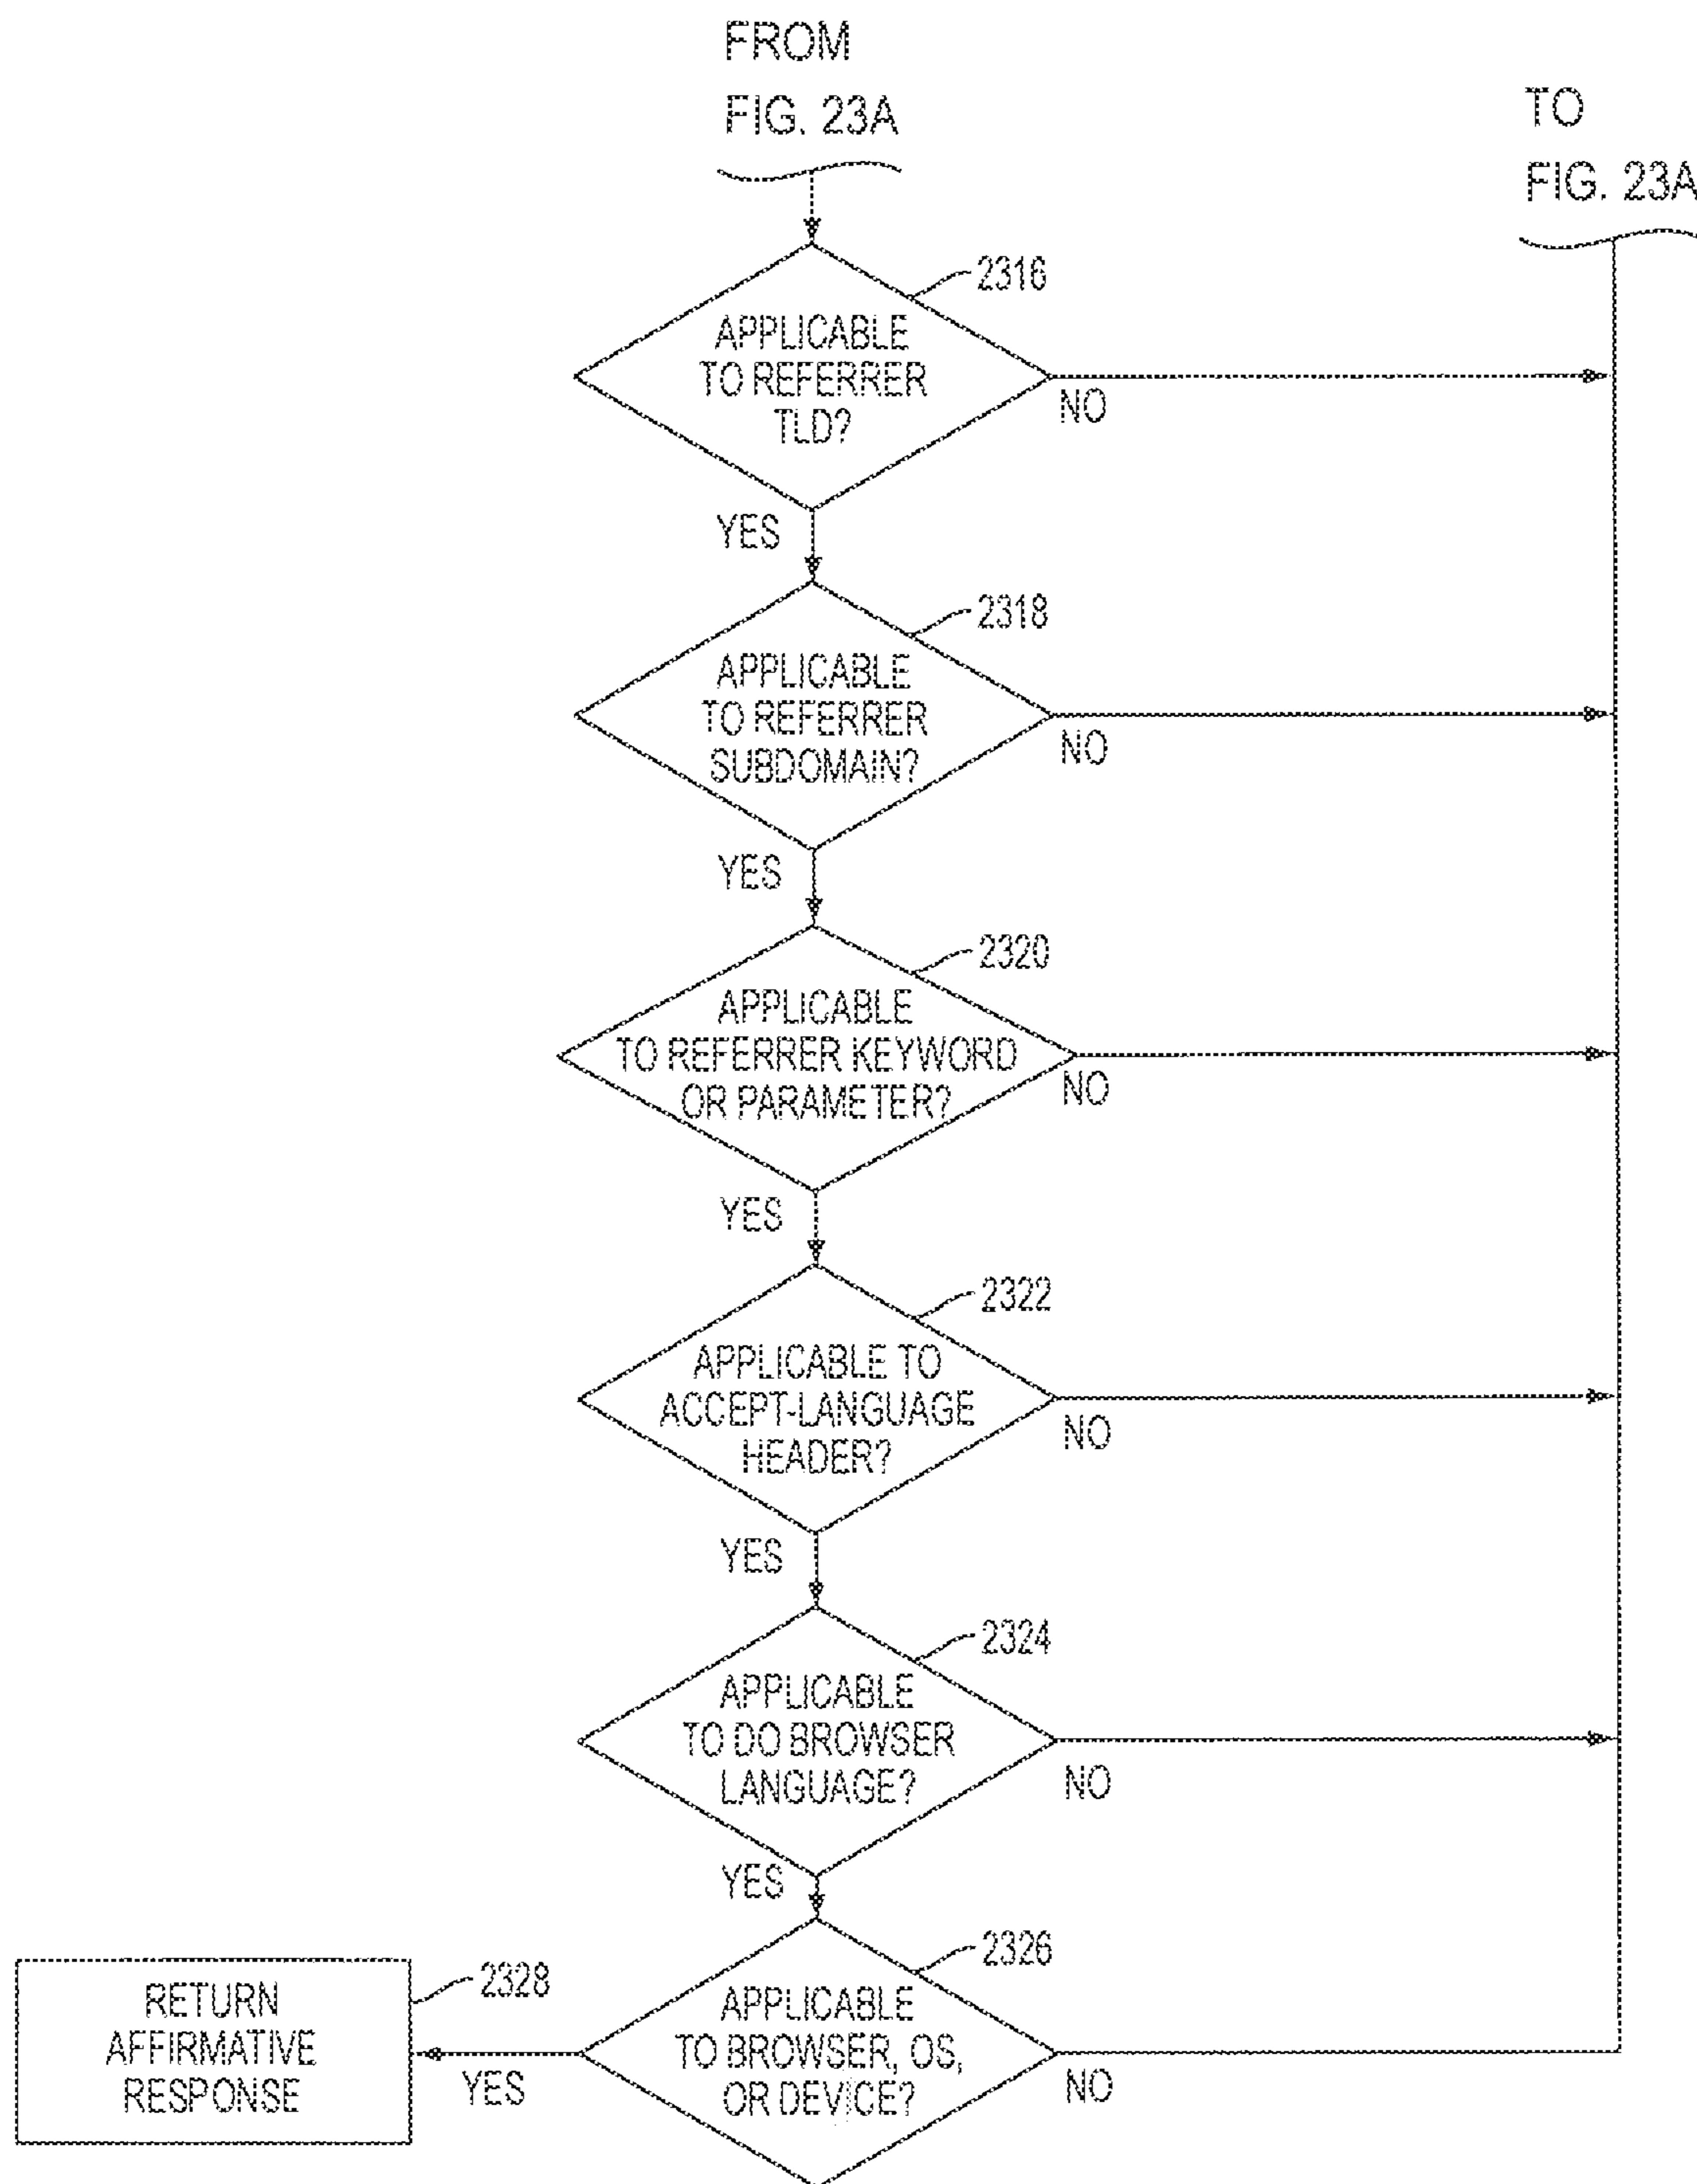 FROM
FIG. 23A
TO
FIG. 23A
2316
APPLICABLE
TO REFERRER
TLD?
NO
YES
2318
APPLICABLE
TO REFERRER
SUBDOMAIN?
NO
YES
2320
APPLICABLE
TO REFERRER KEYWORD
OR PARAMETER?
NO
YES
2322
APPLICABLE TO
ACCEPT-LANGUAGE
HEADER?
NO
YES
2324
APPLICABLE
TO DO BROWSER
LANGUAGE?
NO
YES
2326
APPLICABLE
TO BROWSER, OS,
OR DEVICE?
NO
YES
2328
RETURN
AFFIRMATIVE
RESPONSE